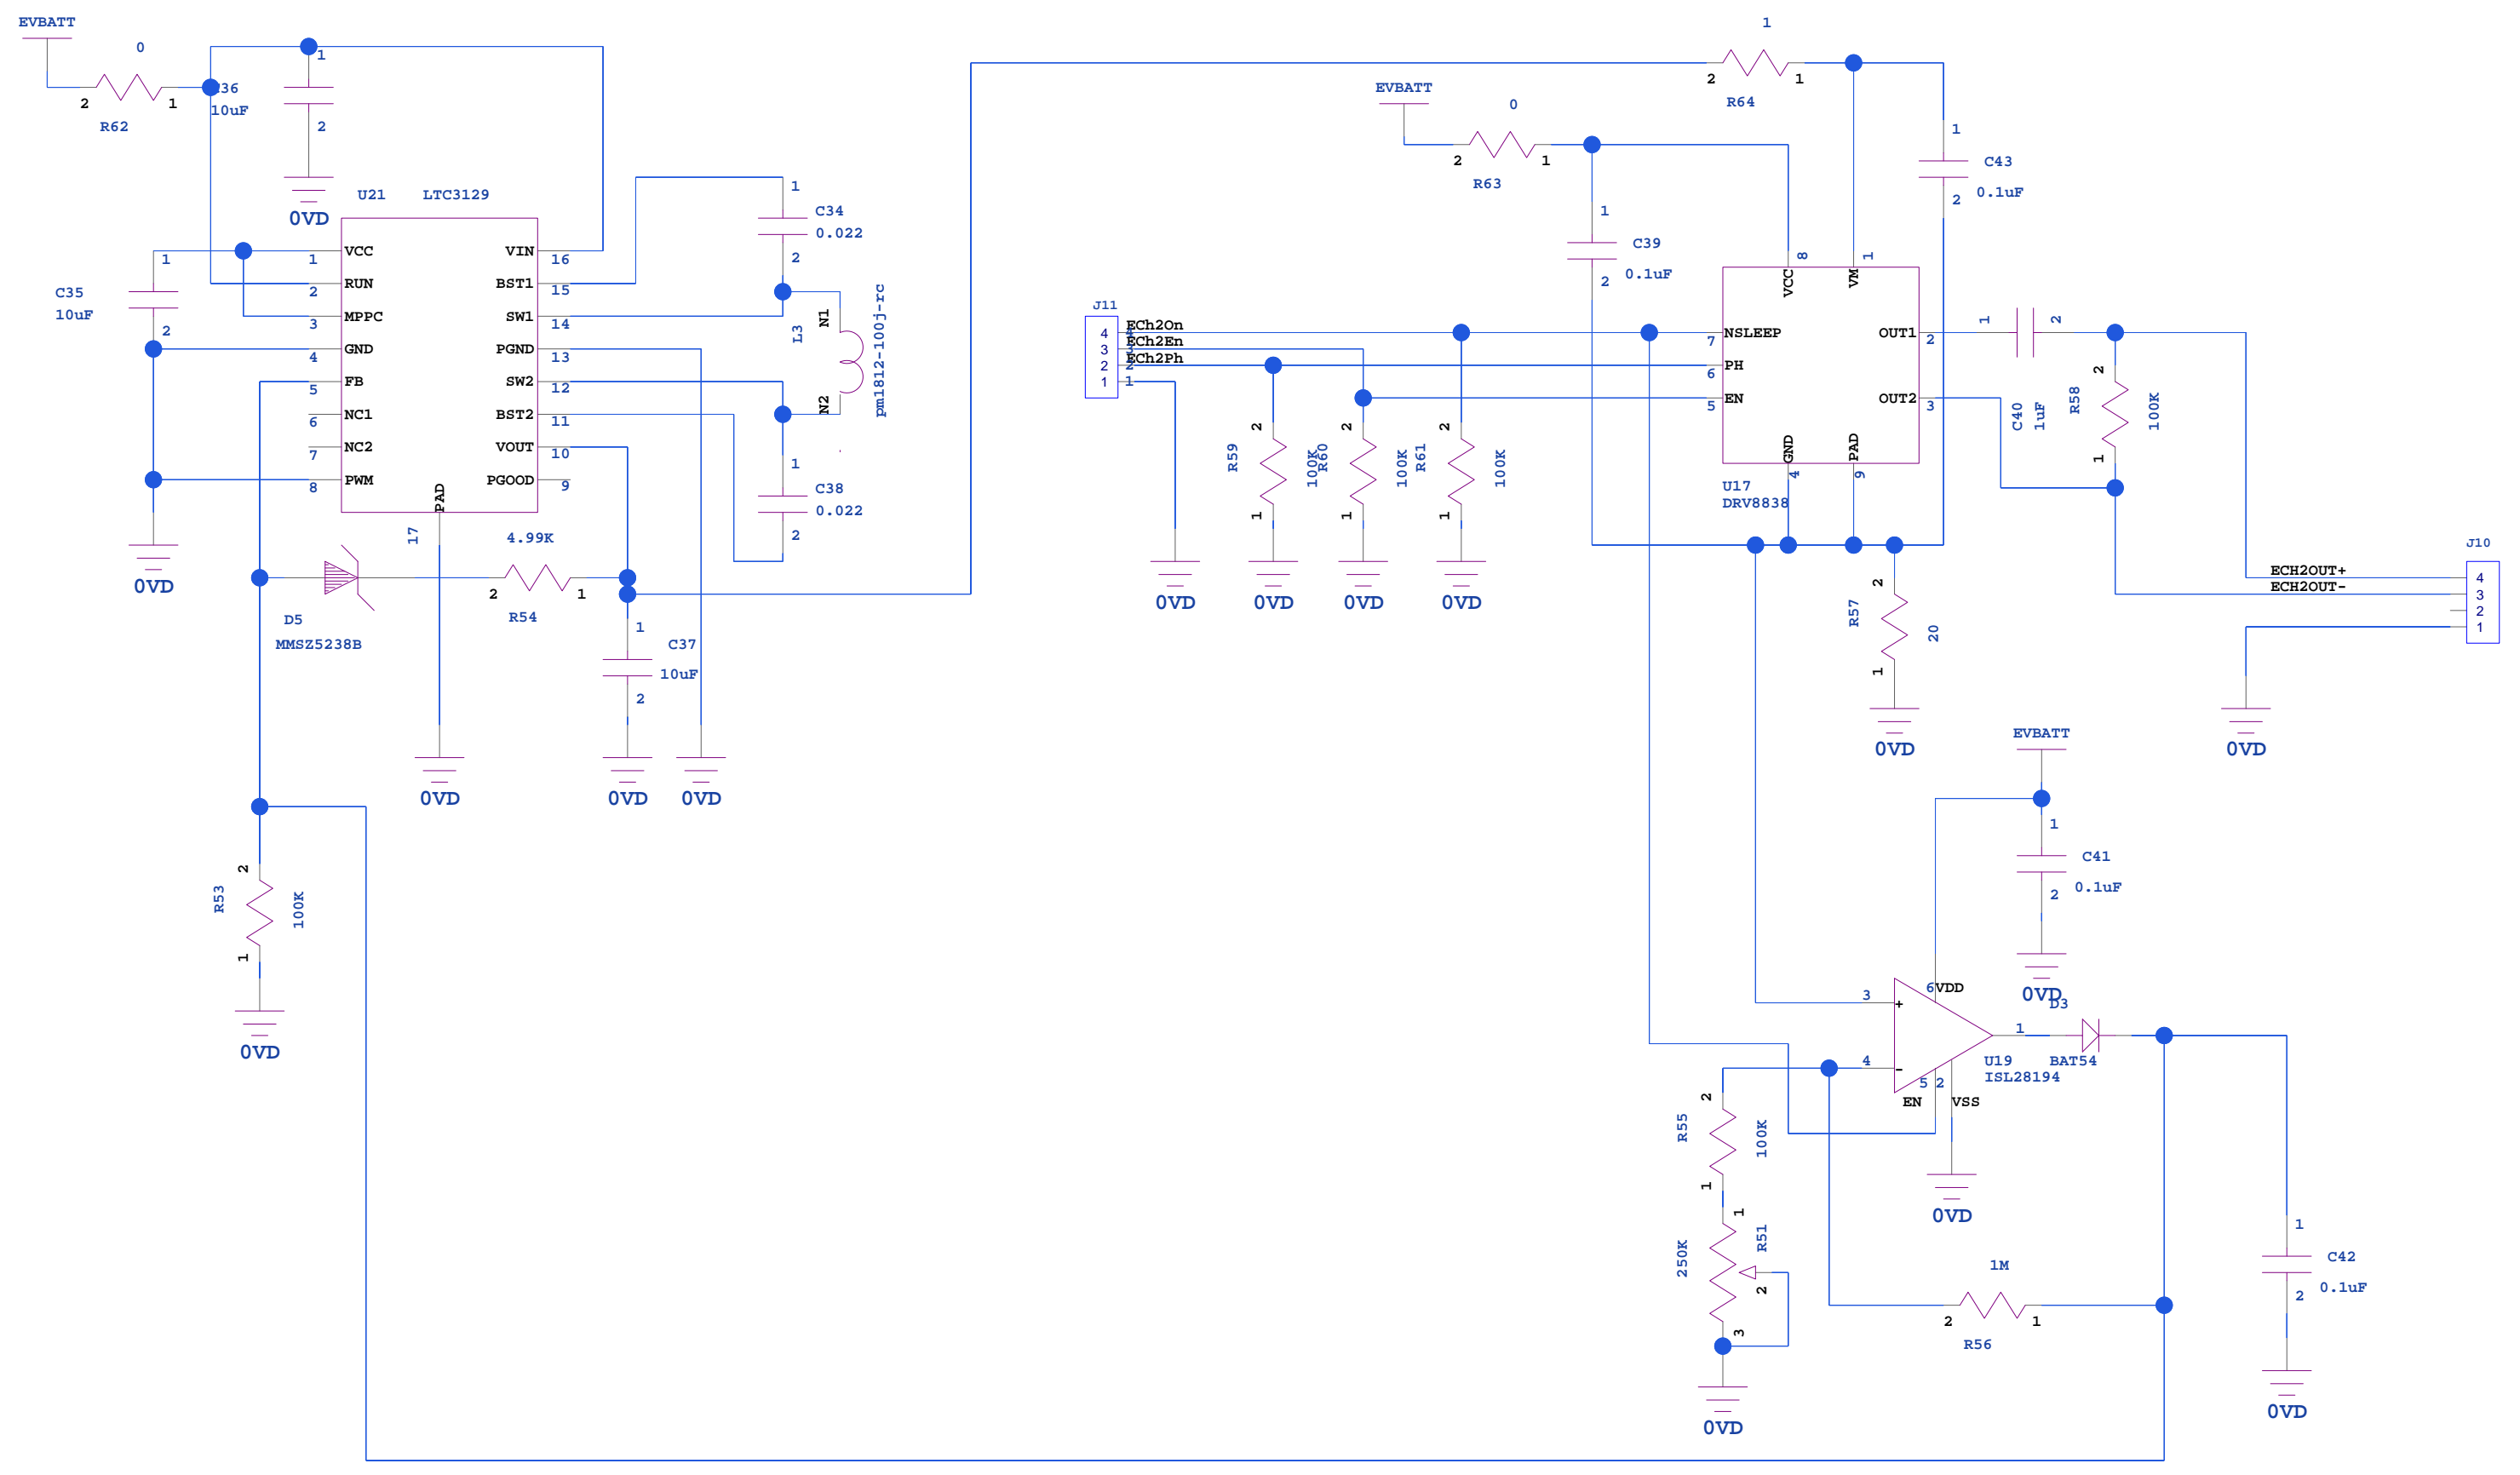 EVBATT
0
2
1
R62
1
C36
10uF
2
0VD
U21 LTC3129
VCC
1
RUN
2
MPPC
3
GND
4
FB
5
NC1
6
NC2
7
PWM
8
VIN
16
BST1
15
SW1
14
PGND
13
SW2
12
BST2
11
VOUT
10
PGOOD
9
PAD
17
1
C35
10uF
2
0VD
1
C34
0.022
2
N1
L3
N2
pm1812-100j-rc
1
C38
0.022
2
4.99K
2
1
R54
D5
MMSZ5238B
1
C37
10uF
2
0VD
0VD
0VD
2
R53
100K
1
0VD
1
2
1
R64
EVBATT
0
2
1
R63
1
C43
0.1uF
2
1
C39
0.1uF
2
J11
4
3
2
1
4
3
2
1
ECh2On
ECh2En
ECh2Ph
2
R59
100K
1
2
R60
100K
1
2
R61
100K
1
0VD
0VD
0VD
0VD
8
VCC
1
VM
NSLEEP
7
PH
6
EN
5
OUT1
2
OUT2
3
GND
4
PAD
9
U17
DRV8838
1
2
C40
1uF
2
R58
100K
1
2
R57
20
1
0VD
J10
ECH2OUT+
ECH2OUT-
4
3
2
1
0VD
EVBATT
1
C41
0.1uF
2
0VD
3
+
4
-
6
VDD
1
5
2
EN
VSS
U19
ISL28194
D3
BAT54
0VD
2
R55
100K
1
1
R51
250K
2
3
0VD
1M
2
1
R56
1
C42
0.1uF
2
0VD